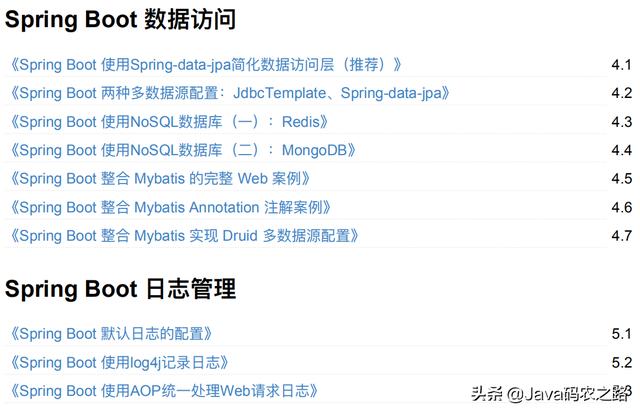 Spring Boot 数据访问
《Spring Boot 使用Spring-data-jpa简化数据访问层（推荐）》 4.1
《Spring Boot 两种多数据源配置：JdbcTemplate、Spring-data-jpa》 4.2
《Spring Boot 使用NoSQL数据库（一）：Redis》 4.3
《Spring Boot 使用NoSQL数据库（二）：MongoDB》 4.4
《Spring Boot 整合 Mybatis 的完整 Web 案例》 4.5
《Spring Boot 整合 Mybatis Annotation 注解案例》 4.6
《Spring Boot 整合 Mybatis 实现 Druid 多数据源配置》 4.7
Spring Boot 日志管理
《Spring Boot 默认日志的配置》 5.1
《Spring Boot 使用log4j记录日志》 5.2
《Spring Boot 使用AOP统一处理Web请求日志》 5.3
头条 @Java码农之路